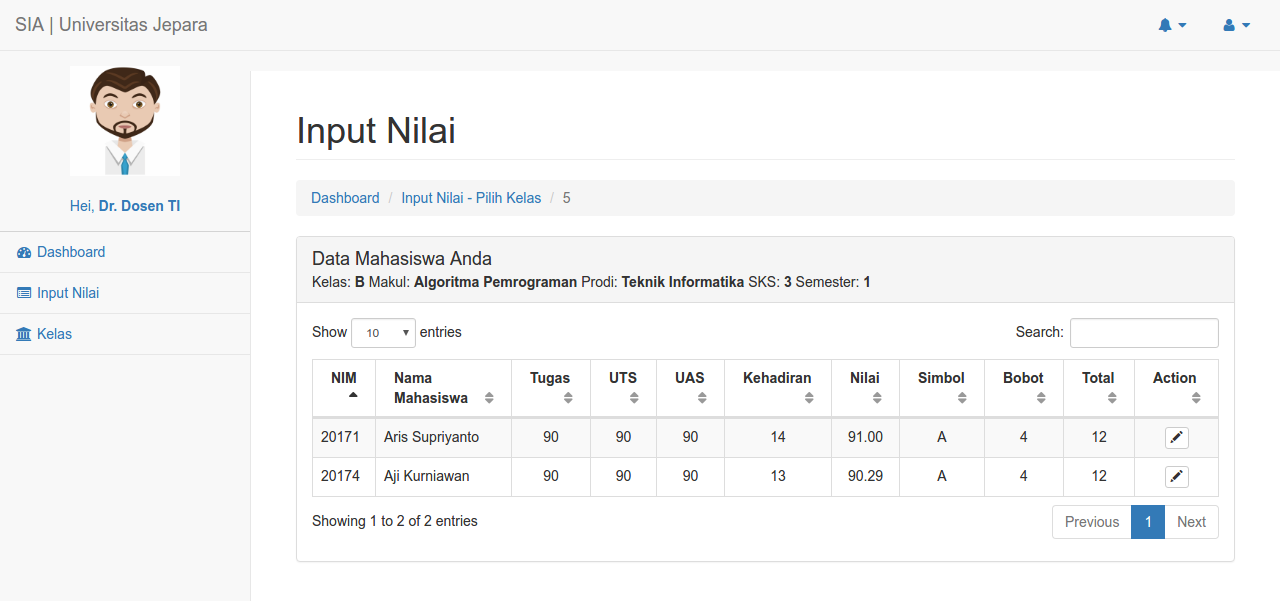 SIA | Universitas Jepara
Hei, Dr. Dosen TI
Dashboard
Input Nilai
Kelas
Input Nilai
Dashboard / Input Nilai - Pilih Kelas / 5
Data Mahasiswa Anda
Kelas: B Makul: Algoritma Pemrograman Prodi: Teknik Informatika SKS: 3 Semester: 1
Show 10 entries Search:
NIM Nama Mahasiswa Tugas UTS UAS Kehadiran Nilai Simbol Bobot Total Action
20171 Aris Supriyanto 90 90 90 14 91.00 A 4 12
20174 Aji Kurniawan 90 90 90 13 90.29 A 4 12
Showing 1 to 2 of 2 entries Previous 1 Next